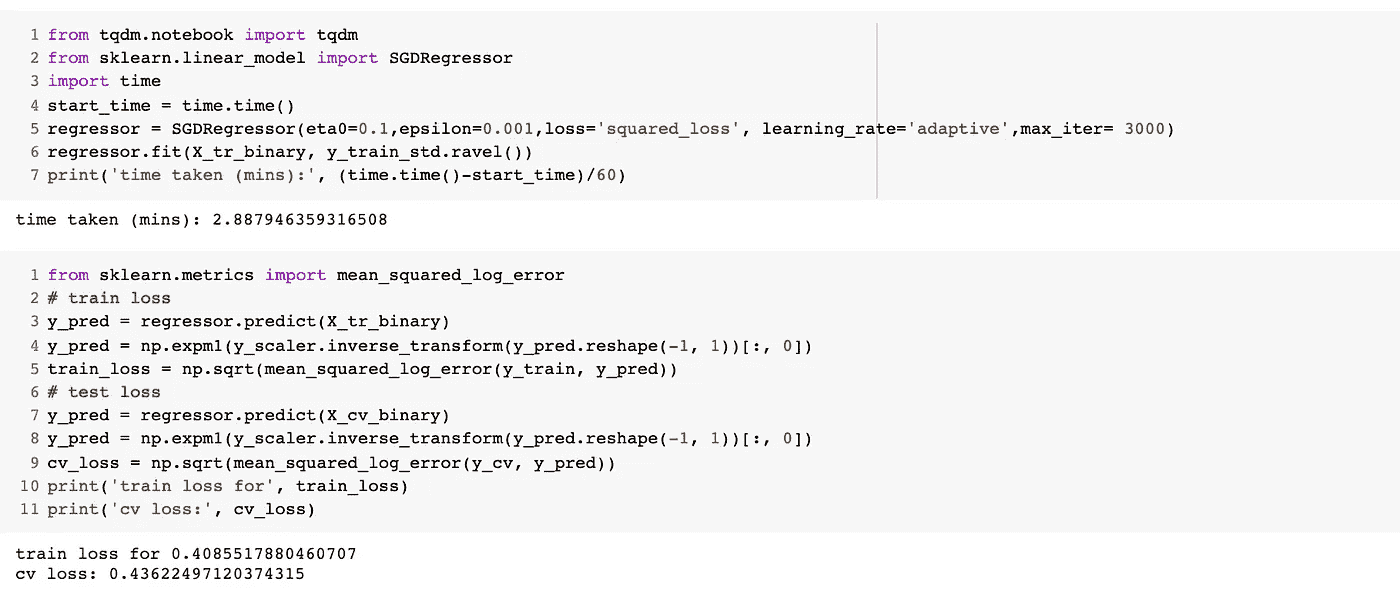 1 from tqdm.notebook import tqdm
2 from sklearn.linear_model import SGDRegressor
3 import time
4 start_time = time.time()
5 regressor = SGDRegressor(eta0=0.1,epsilon=0.001,loss='squared_loss', learning_rate='adaptive',max_iter= 3000)
6 regressor.fit(X_tr_binary, y_train_std.ravel())
7 print('time taken (mins):', (time.time()-start_time)/60)
time taken (mins): 2.887946359316508
1 from sklearn.metrics import mean_squared_log_error
2 # train loss
3 y_pred = regressor.predict(X_tr_binary)
4 y_pred = np.expm1(y_scaler.inverse_transform(y_pred.reshape(-1, 1))[:, 0])
5 train_loss = np.sqrt(mean_squared_log_error(y_train, y_pred))
6 # test loss
7 y_pred = regressor.predict(X_cv_binary)
8 y_pred = np.expm1(y_scaler.inverse_transform(y_pred.reshape(-1, 1))[:, 0])
9 cv_loss = np.sqrt(mean_squared_log_error(y_cv, y_pred))
10 print('train loss for', train_loss)
11 print('cv loss:', cv_loss)
train loss for 0.4085517880460707
cv loss: 0.43622497120374315